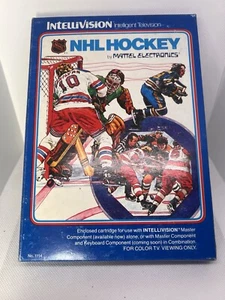 INTELLIVISION Intelligent Television
NHL
NHL HOCKEY
by MATTEL ELECTRONICS
10
Enclosed cartridge for use with INTELLIVISION Master
Component (available now) alone, or with Master Component
and Keyboard Component (coming soon) in Combination.
FOR COLOR TV VIEWING ONLY.